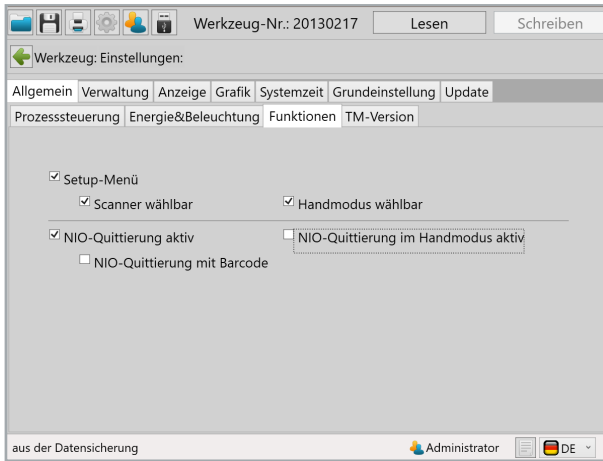 Werkzeug-Nr.: 20130217 Lesen Schreiben
Werkzeug: Einstellungen:
Allgemein Verwaltung Anzeige Grafik Systemzeit Grundeinstellung Update
Prozesssteuerung Energie&Beleuchtung Funktionen TM-Version
Setup-Menü
Scanner wählbar Handmodus wählbar
NIO-Quittierung aktiv NIO-Quittierung im Handmodus aktiv
NIO-Quittierung mit Barcode
aus der Datensicherung Administrator DE